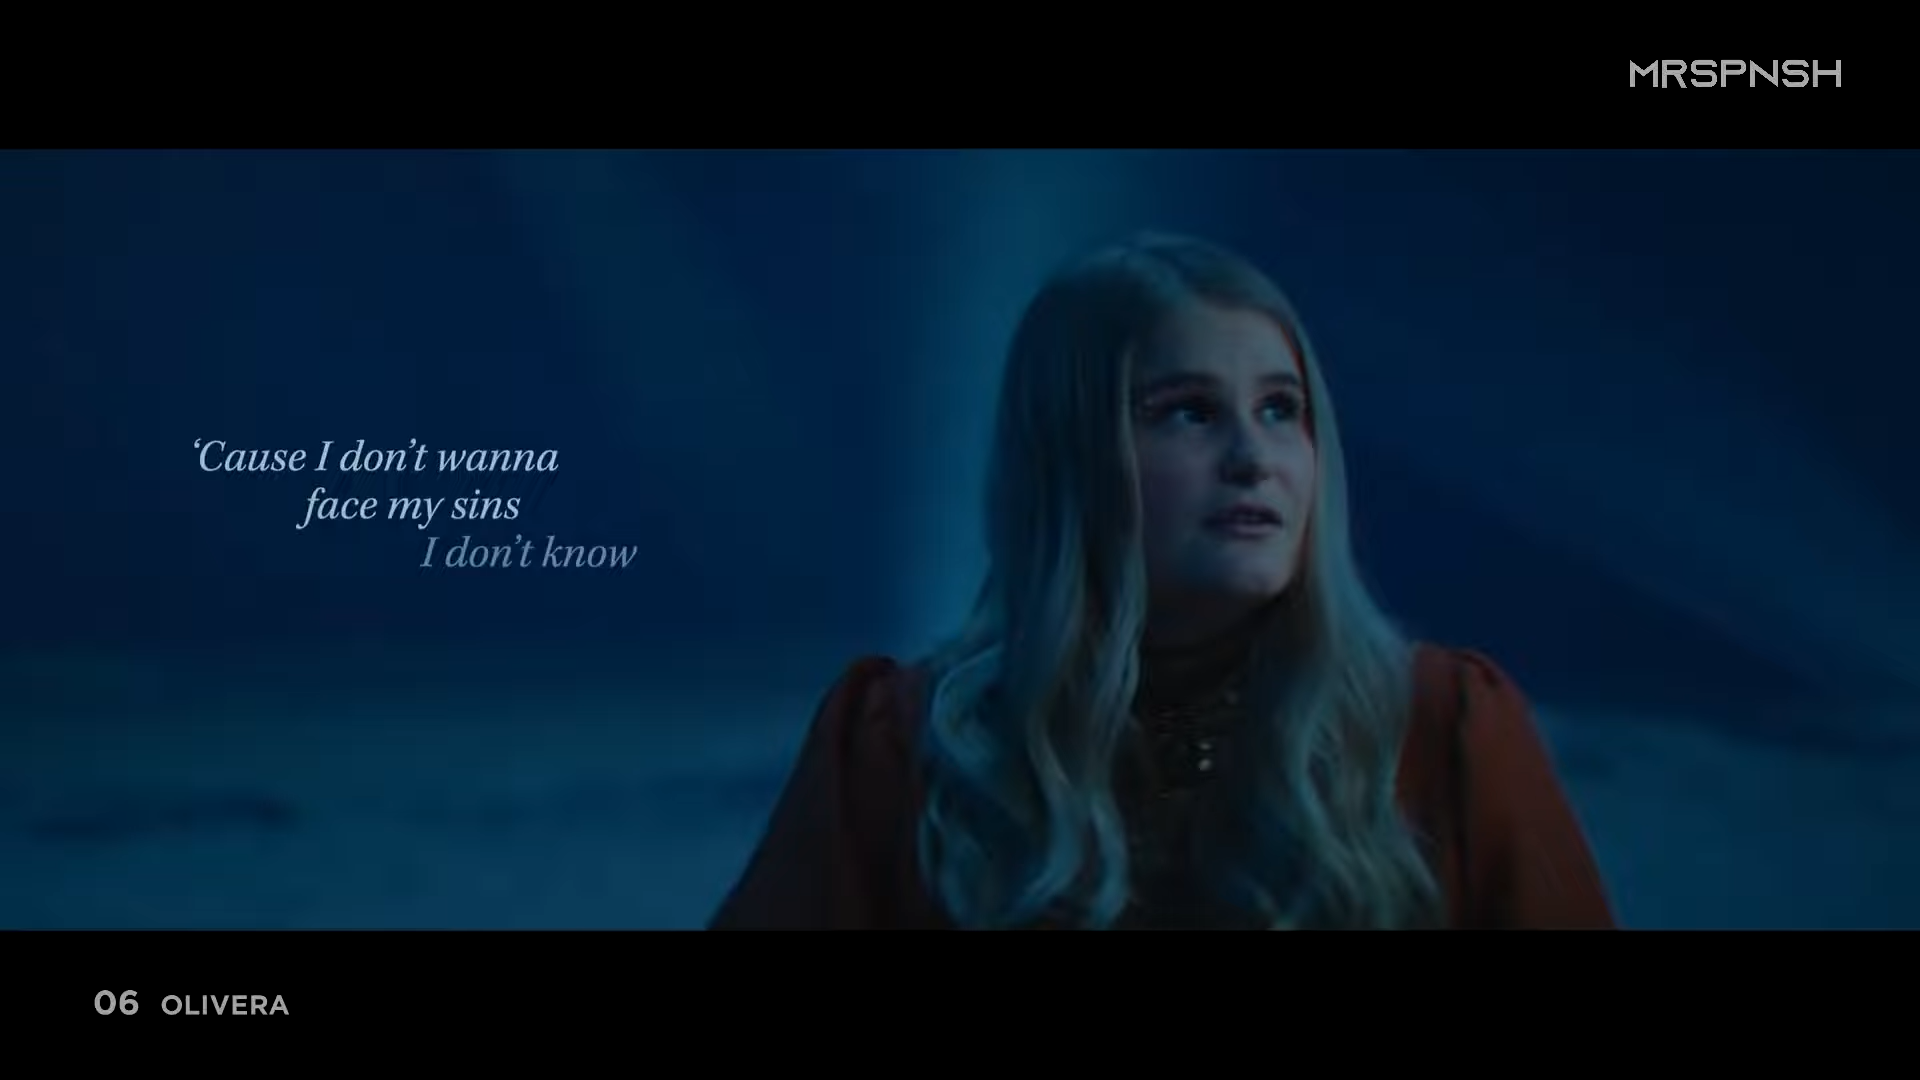 MRSPNSH
‘Cause I don’t wanna
face my sins
I don’t know
06 OLIVERA